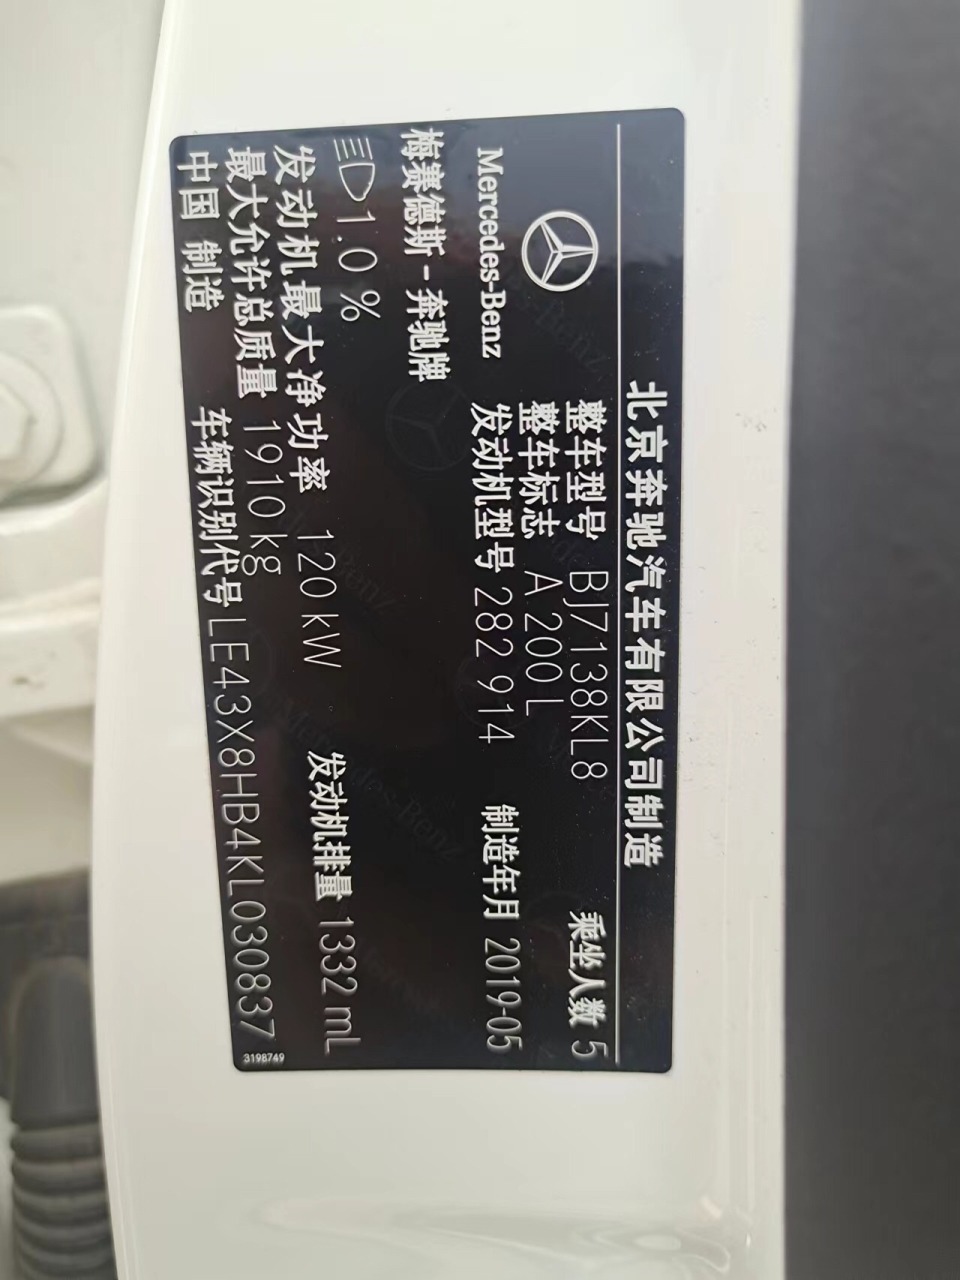 北京奔驰汽车有限公司制造
整车型号 BJ7138KL8 乘坐人数 5
整车标志 A 200 L
Mercedes-Benz 发动机型号 282 914 制造年月 2019-05
梅赛德斯-奔驰牌
1.0 %
发动机最大净功率 120 kW 发动机排量 1332 mL
最大允许总质量 1910 kg
中国 制造 车辆识别代号 LE43X8HB4KL030837
3198749